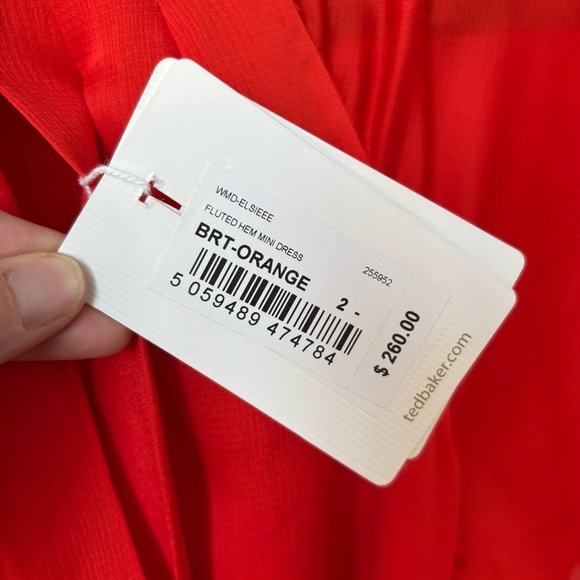 WMD-ELSIEEE
FLUTED HEM MINI DRESS
255952
BRT-ORANGE
2 -
5 059489 474784
$ 260.00
tedbaker.com